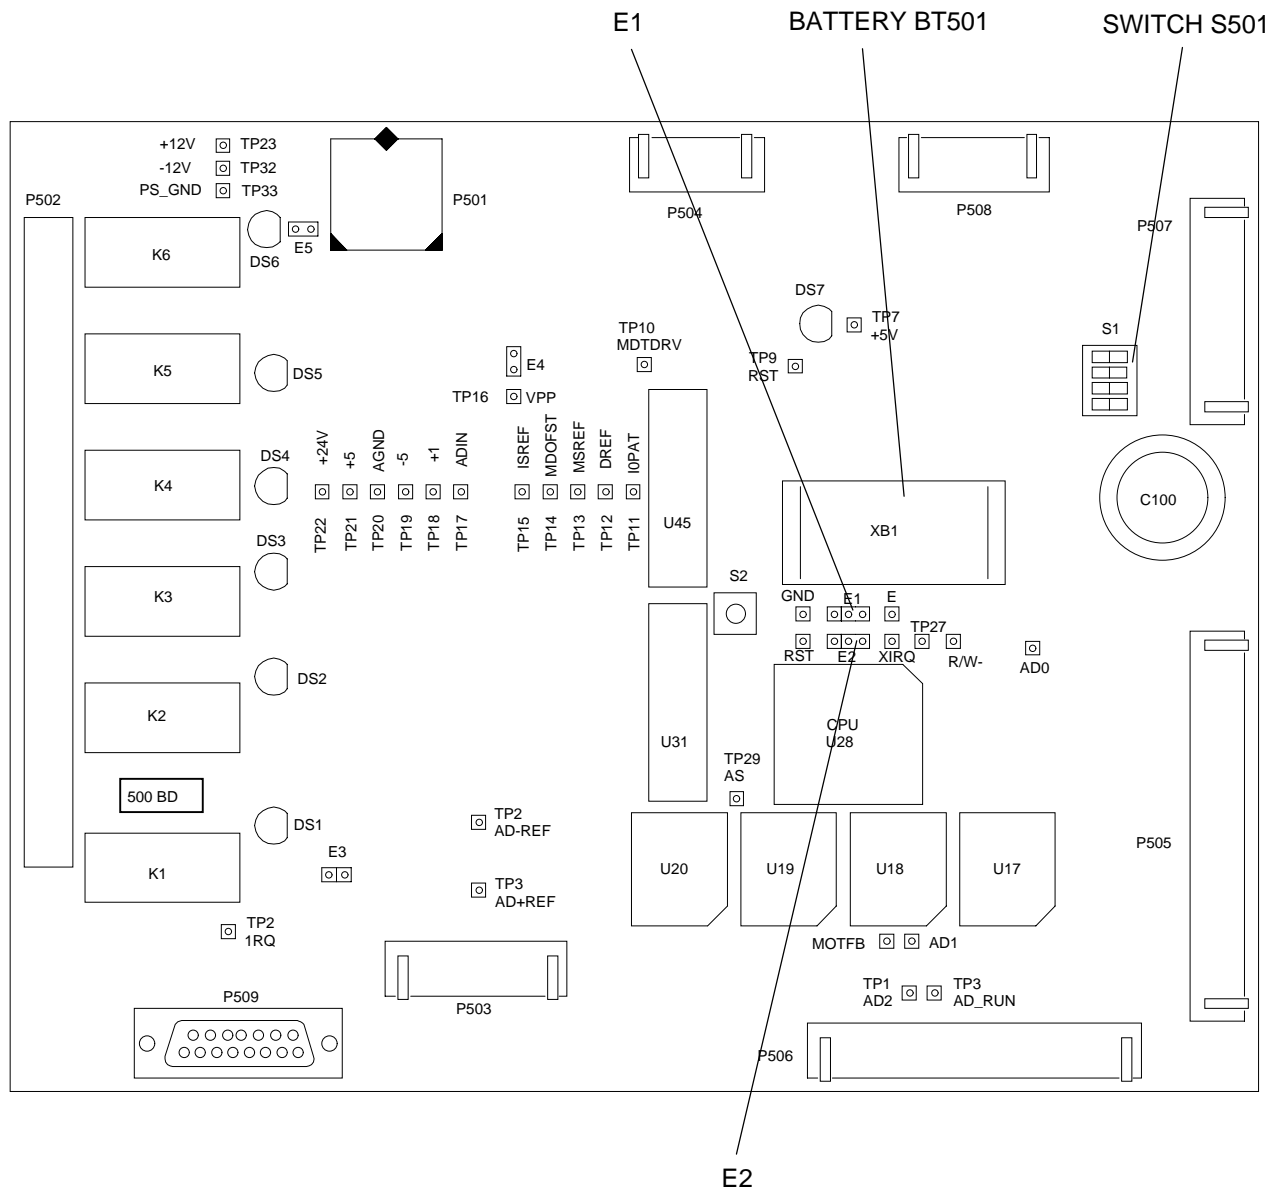 E1
BATTERY BT501
SWITCH S501
+12V TP23
-12V TP32
PS_GND TP33
P502
P501
P504
P508
P507
K6
DS6
E5
DS7
TP7
+5V
S1
TP10
MDTDRV
TP9
RST
K5
DS5
E4
TP16 VPP
+24V
+5
AGND
-5
+1
ADIN
ISREF
MDOFST
MSREF
DREF
I0PAT
DS4
K4
TP22
TP21
TP20
TP19
TP18
TP17
TP15
TP14
TP13
TP12
TP11
U45
XB1
C100
DS3
K3
S2
GND
E1
E
TP27
RST
E2
XIRQ
R/W-
AD0
DS2
K2
CPU
U28
U31
TP29
AS
500 BD
DS1
TP2
AD-REF
E3
K1
TP3
AD+REF
U20
U19
U18
U17
P505
TP2
1RQ
MOTFB
AD1
P509
P503
TP1
AD2
TP3
AD_RUN
P506
E2